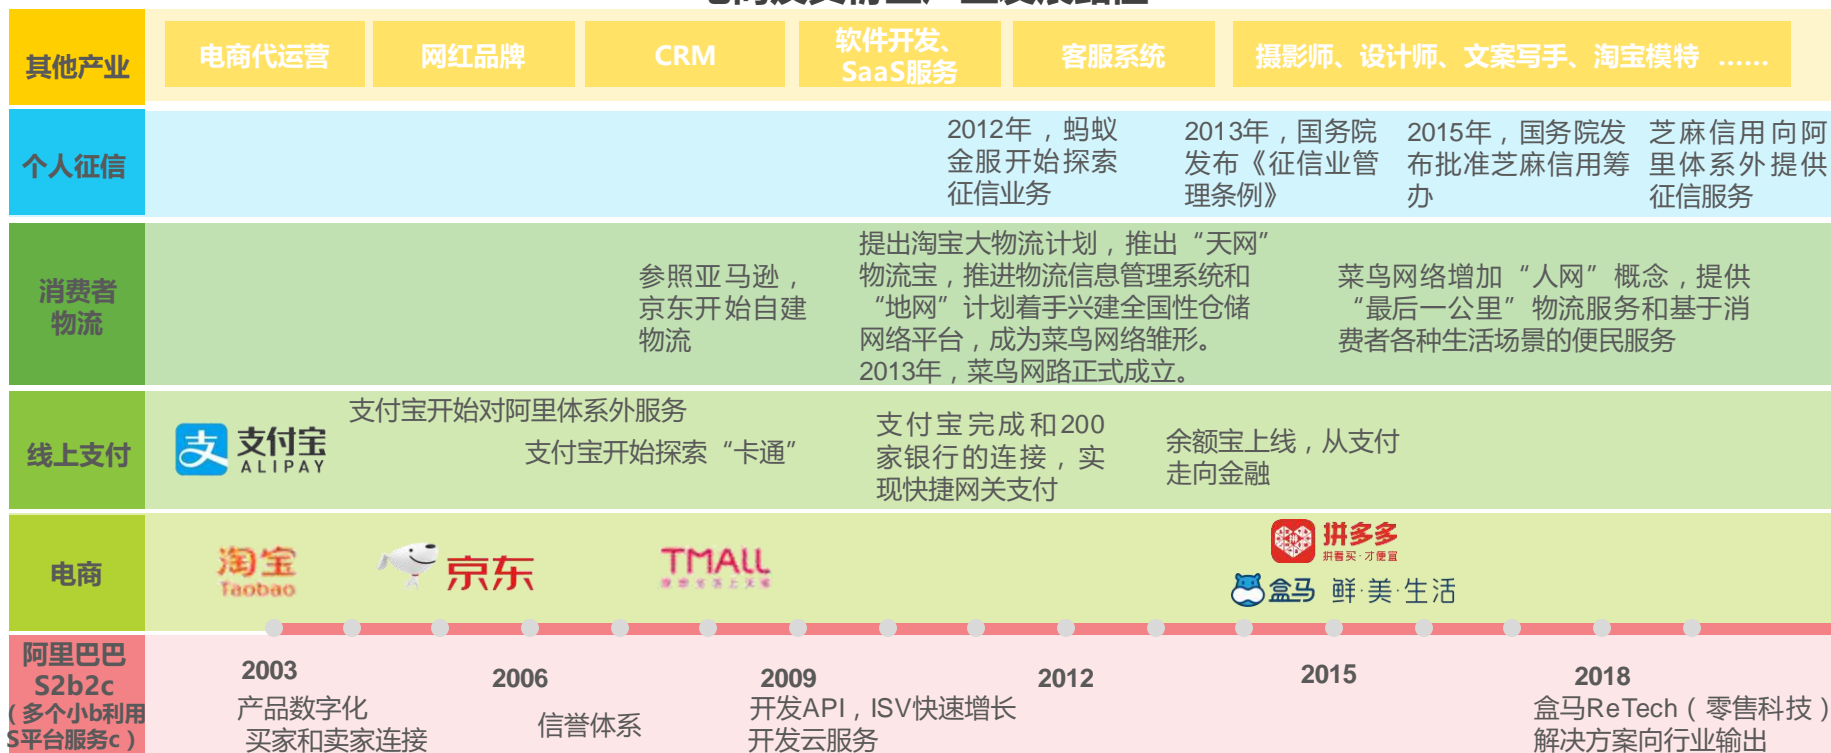 其他产业
电商代运营
网红品牌
CRM
软件开发、
SaaS服务
客服系统
摄影师、设计师、文案写手、淘宝模特 ……
个人征信
2012年，蚂蚁
金服开始探索
征信业务
2013年，国务院
发布《征信业管
理条例》
2015年，国务院发
布批准芝麻信用筹
办
芝麻信用向阿
里体系外提供
征信服务
消费者
物流
参照亚马逊，
京东开始自建
物流
提出淘宝大物流计划，推出“天网”
物流宝，推进物流信息管理系统和
“地网”计划着手兴建全国性仓储
网络平台，成为菜鸟网络雏形。
2013年，菜鸟网路正式成立。
菜鸟网络增加“人网”概念，提供
“最后一公里”物流服务和基于消
费者各种生活场景的便民服务
线上支付
支 支付宝
ALIPAY
支付宝开始对阿里体系外服务
支付宝开始探索“卡通”
支付宝完成和200
家银行的连接，实
现快捷网关支付
余额宝上线，从支付
走向金融
电商
淘宝
Taobao
京东
TMALL
拼多多
拼着买·才便宜
盒马 鲜·美·生活
阿里巴巴
S2b2c
（多个小b利用
S平台服务c）
2003
产品数字化
买家和卖家连接
2006
信誉体系
2009
开发API，ISV快速增长
开发云服务
2012
2015
2018
盒马ReTech（零售科技）
解决方案向行业输出